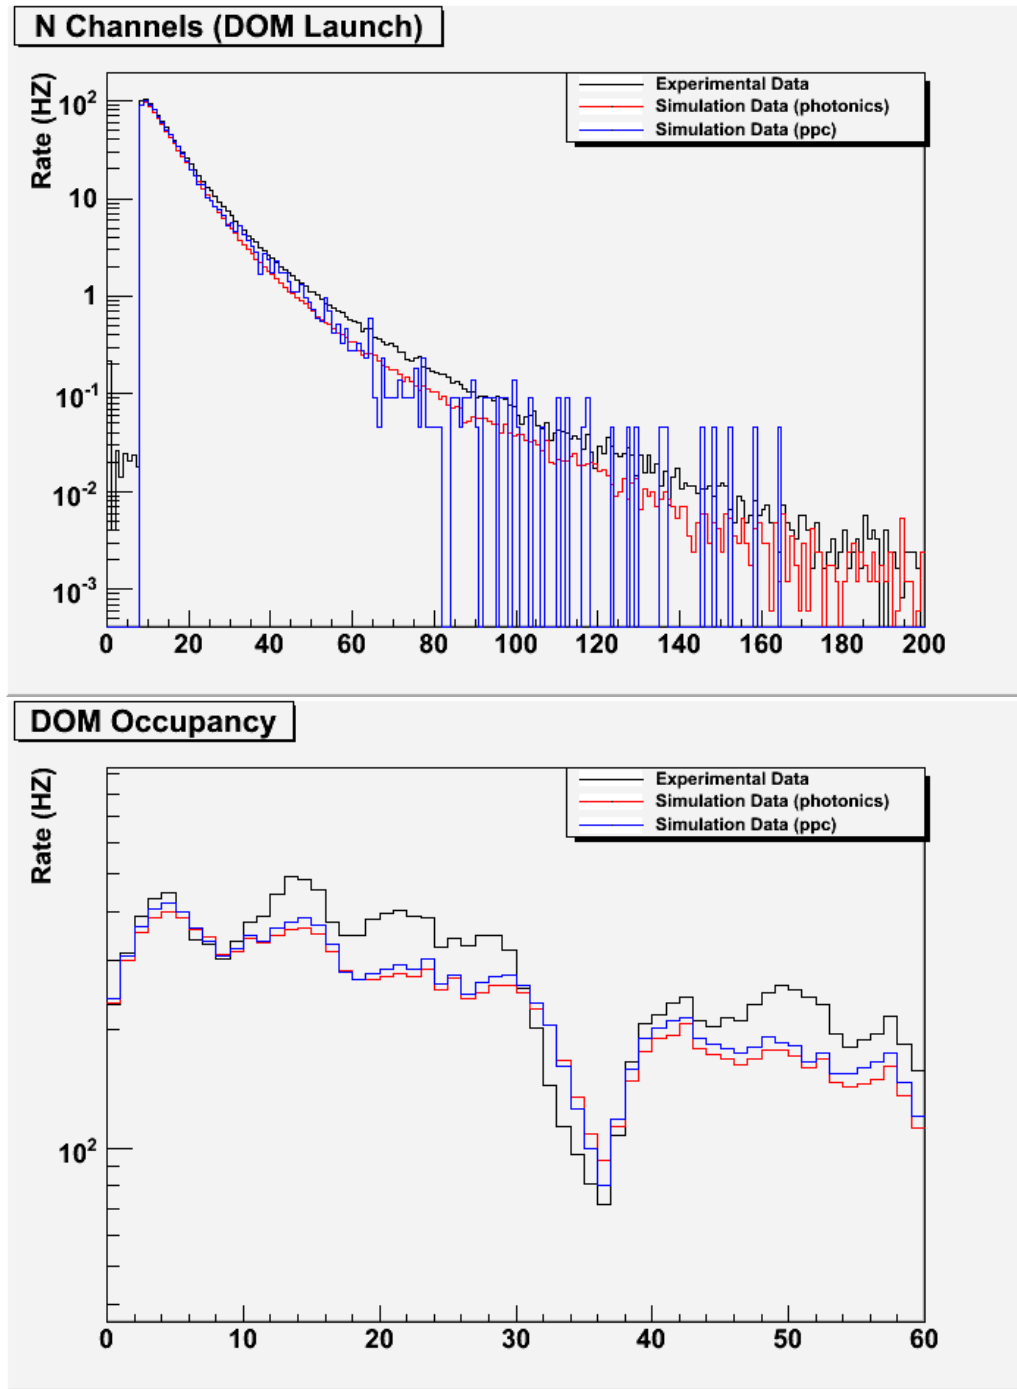 N Channels (DOM Launch)
Rate (HZ)
Experimental Data
Simulation Data (photonics)
Simulation Data (ppc)
10²
10
1
10⁻¹
10⁻²
10⁻³
0 20 40 60 80 100 120 140 160 180 200
DOM Occupancy
Rate (HZ)
Experimental Data
Simulation Data (photonics)
Simulation Data (ppc)
10²
0 10 20 30 40 50 60